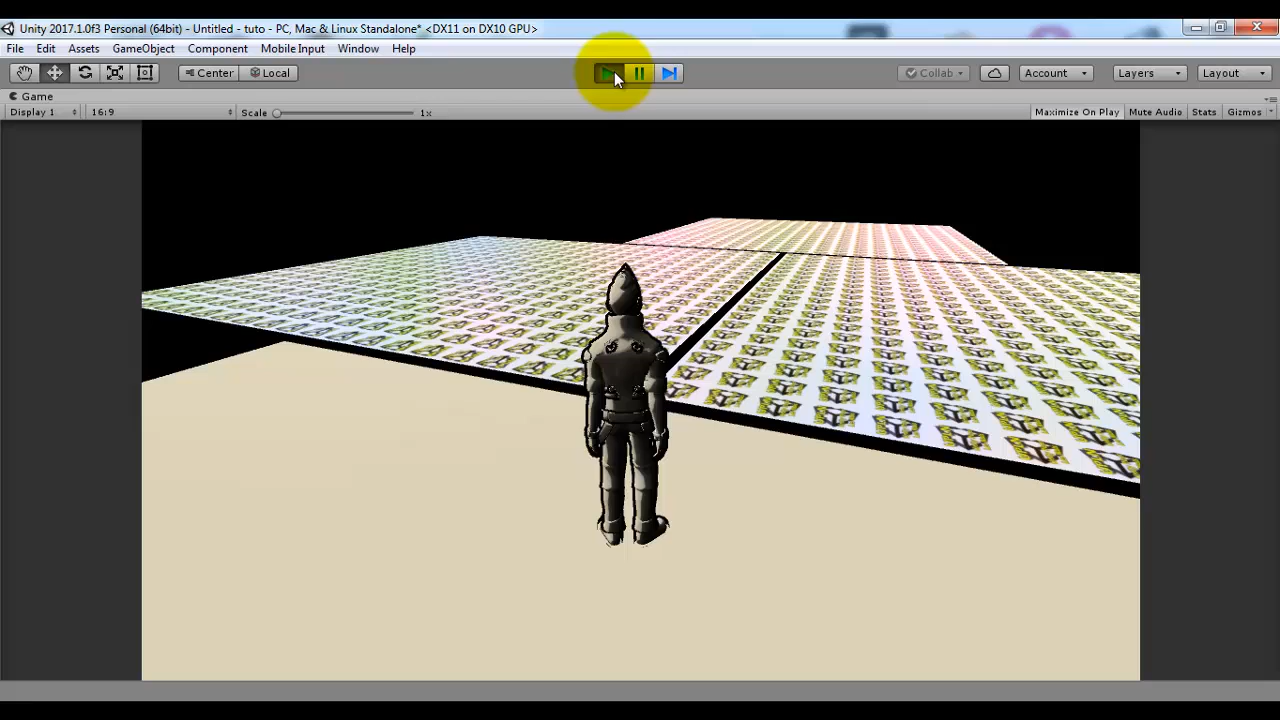 Unity 2017.1.0f3 Personal (64bit) - Untitled - tuto - PC, Mac & Linux Standalone* <DX11 on DX10 GPU>
File Edit Assets GameObject Component Mobile Input Window Help
Center Local Collab Account Layers Layout
Game
Display 1 16:9 Scale 1x Maximize On Play Mute Audio Stats Gizmos